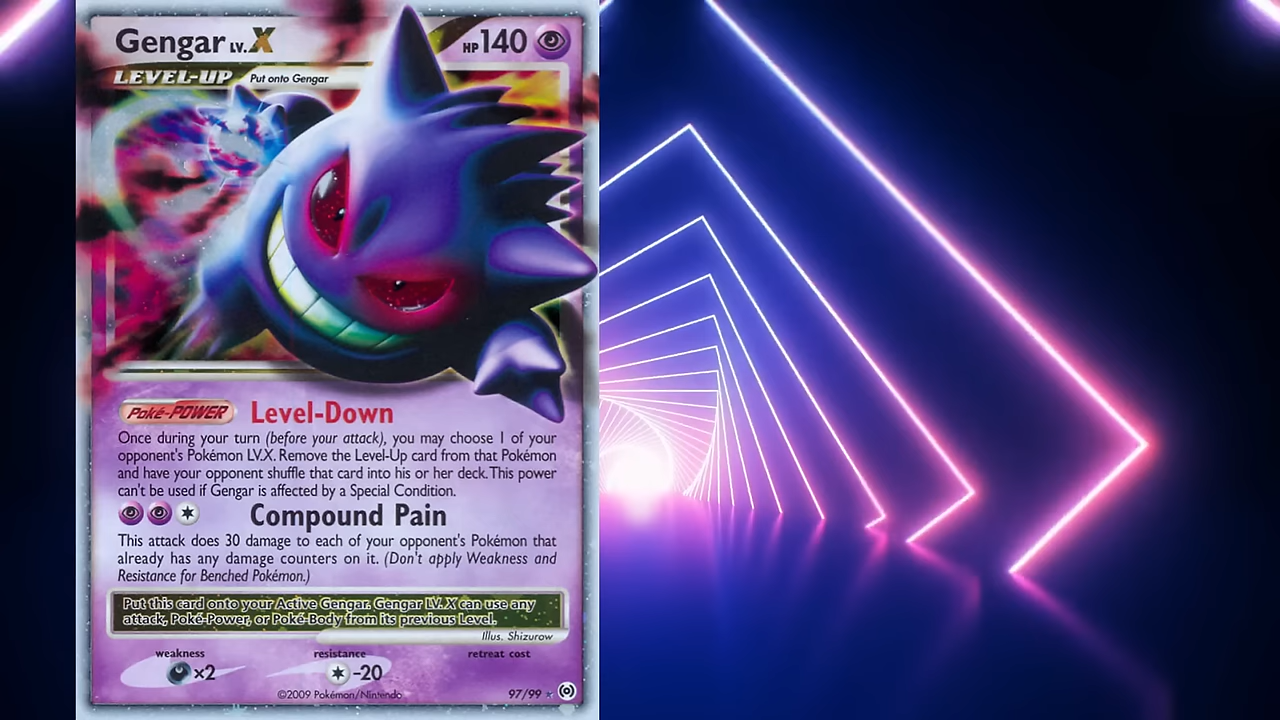 Gengar LV.X HP 140
LEVEL-UP Put onto Gengar
Poké-POWER Level-Down
Once during your turn (before your attack), you may choose 1 of your
opponent's Pokémon LV.X. Remove the Level-Up card from that Pokémon
and have your opponent shuffle that card into his or her deck. This power
can't be used if Gengar is affected by a Special Condition.
Compound Pain
This attack does 30 damage to each of your opponent's Pokémon that
already has any damage counters on it. (Don't apply Weakness and
Resistance for Benched Pokémon.)
Put this card onto your Active Gengar. Gengar LV. X can use any
attack, Poké-Power, or Poké-Body from its previous Level.
Illus. Shizurow
weakness resistance retreat cost
×2 -20
©2009 Pokémon/Nintendo 97/99